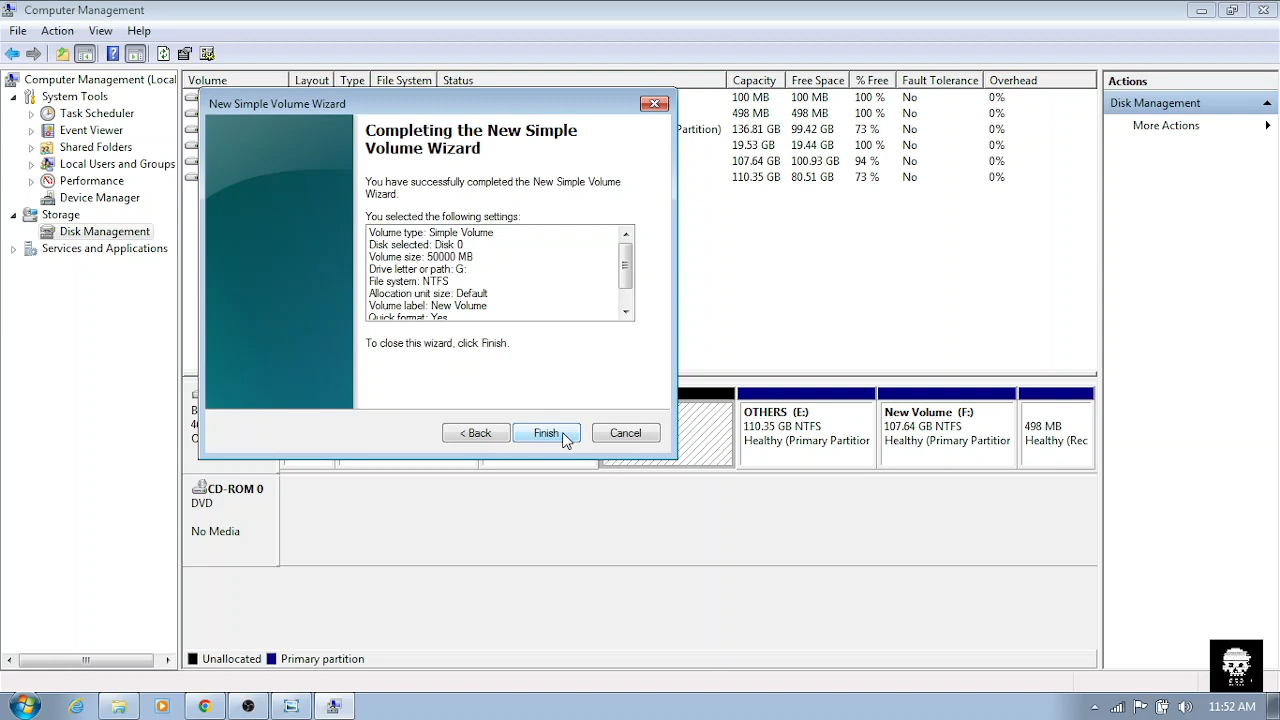 Computer Management
File Action View Help
Computer Management (Local
System Tools
Task Scheduler
Event Viewer
Shared Folders
Local Users and Groups
Performance
Device Manager
Storage
Disk Management
Services and Applications
Volume Layout Type File System Status Capacity Free Space % Free Fault Tolerance Overhead
100 MB 100 MB 100 % No 0%
498 MB 498 MB 100 % No 0%
Partition) 136.81 GB 99.42 GB 73 % No 0%
19.53 GB 19.44 GB 100 % No 0%
107.64 GB 100.93 GB 94 % No 0%
110.35 GB 80.51 GB 73 % No 0%
New Simple Volume Wizard
Completing the New Simple
Volume Wizard
You have successfully completed the New Simple Volume
Wizard.
You selected the following settings:
Volume type: Simple Volume
Disk selected: Disk 0
Volume size: 50000 MB
Drive letter or path: G:
File system: NTFS
Allocation unit size: Default
Volume label: New Volume
Quick format: Yes
To close this wizard, click Finish.
< Back Finish Cancel
OTHERS (E:)
110.35 GB NTFS
Healthy (Primary Partition
New Volume (F:)
107.64 GB NTFS
Healthy (Primary Partition
498 MB
Healthy (Rec
CD-ROM 0
DVD
No Media
Unallocated Primary partition
Actions
Disk Management
More Actions
11:52 AM